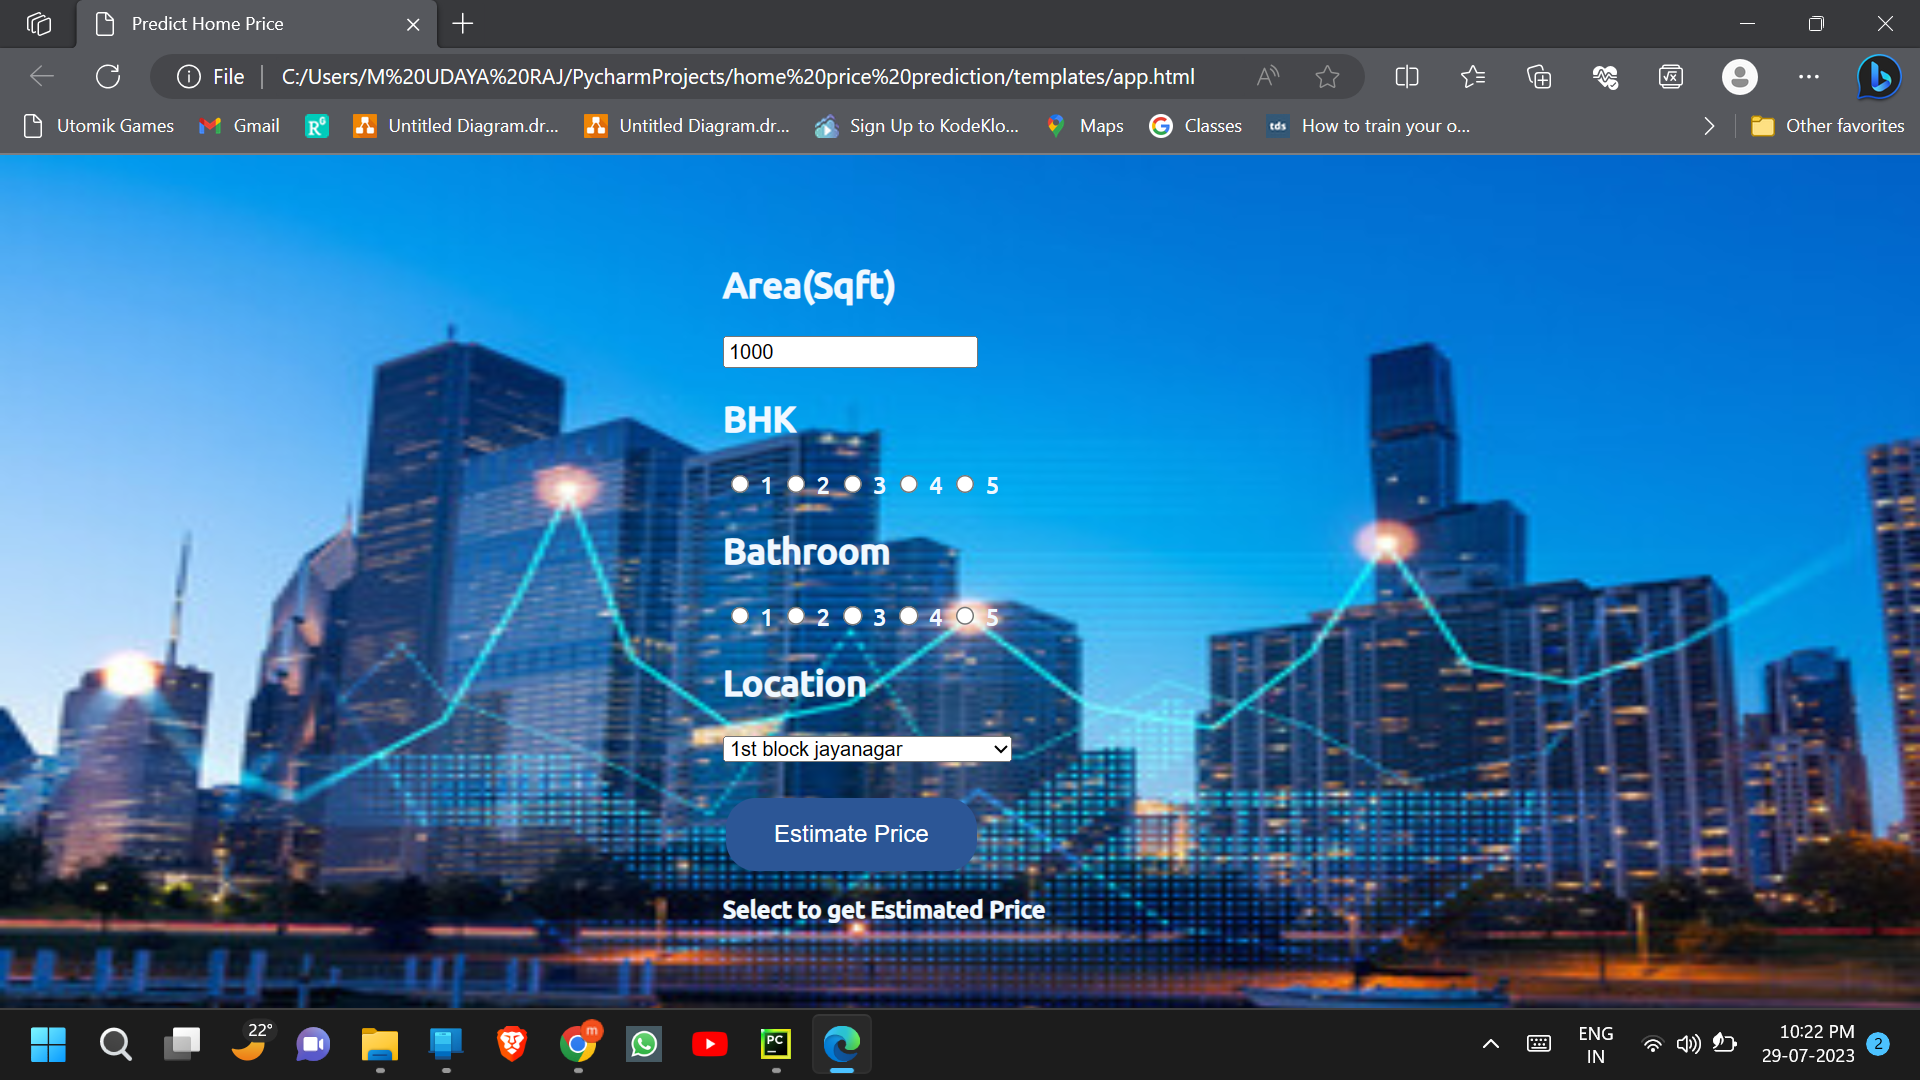 Predict Home Price
File
C:/Users/M%20UDAYA%20RAJ/PycharmProjects/home%20price%20prediction/templates/app.html
Utomik Games
Gmail
Untitled Diagram.dr...
Untitled Diagram.dr...
Sign Up to KodeKlo...
Maps
Classes
tds
How to train your o...
Other favorites
Area(Sqft)
1000
BHK
1 2 3 4 5
Bathroom
1 2 3 4 5
Location
1st block jayanagar
Estimate Price
Select to get Estimated Price
22°
m
PC
ENG
IN
10:22 PM
29-07-2023
2